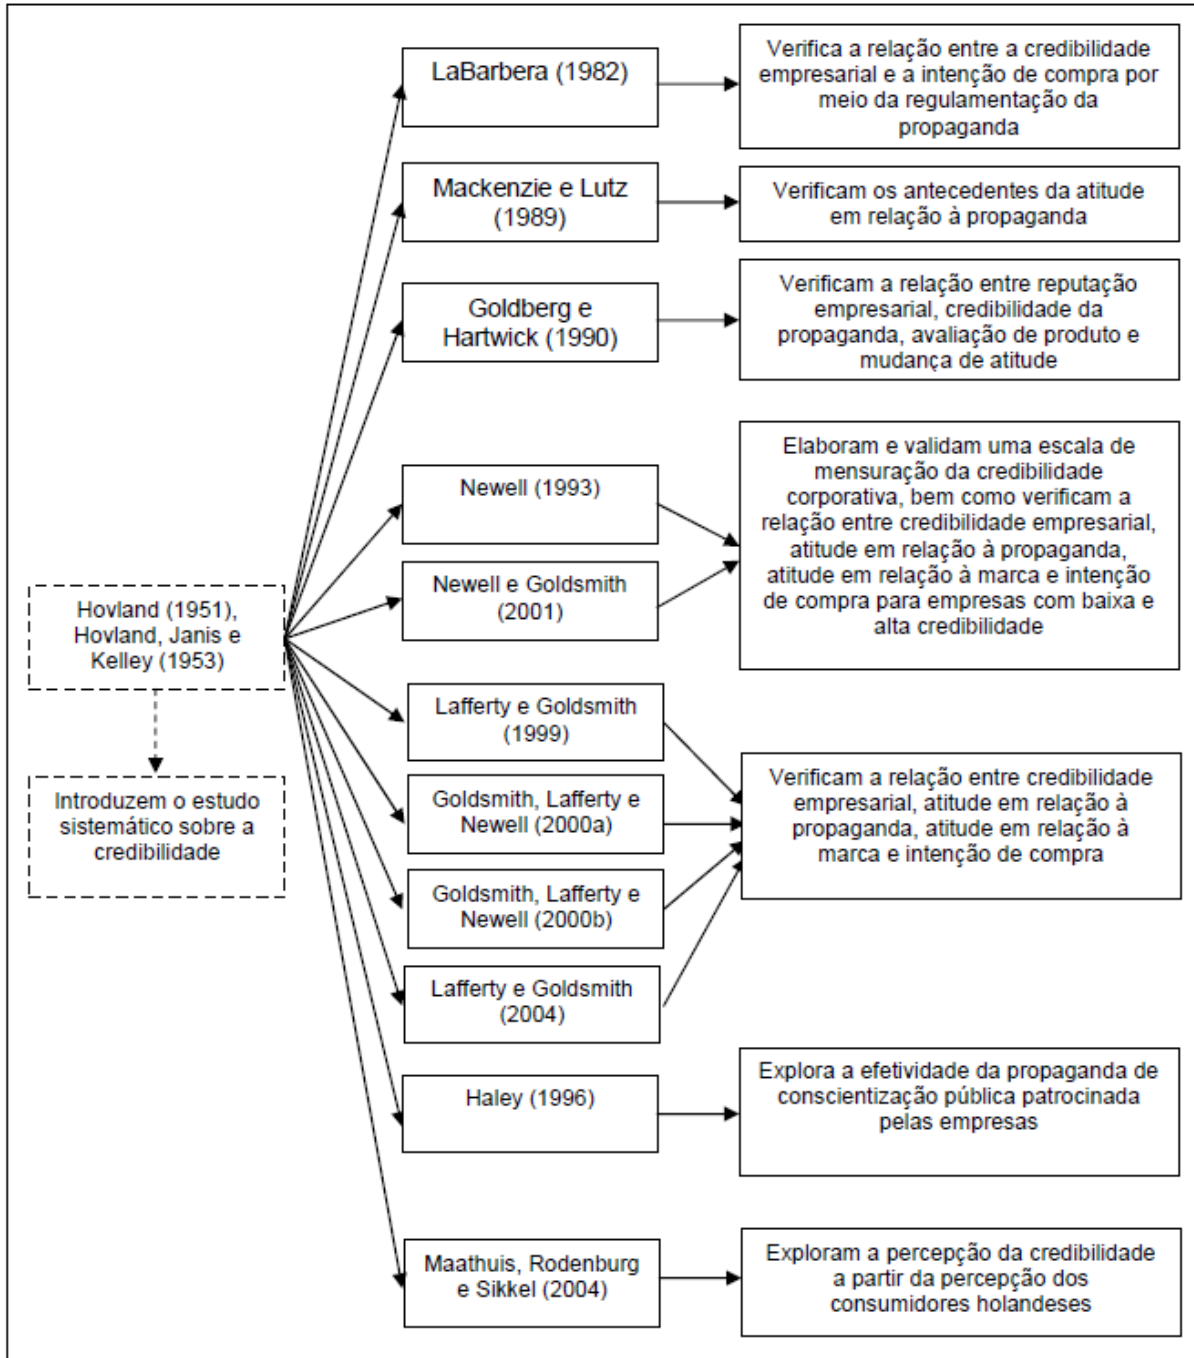 LaBarbera (1982)
Verifica a relação entre a credibilidade
empresarial e a intenção de compra por
meio da regulamentação da
propaganda
Mackenzie e Lutz
(1989)
Verificam os antecedentes da atitude
em relação à propaganda
Goldberg e
Hartwick (1990)
Verificam a relação entre reputação
empresarial, credibilidade da
propaganda, avaliação de produto e
mudança de atitude
Newell (1993)
Newell e Goldsmith
(2001)
Elaboram e validam uma escala de
mensuração da credibilidade
corporativa, bem como verificam a
relação entre credibilidade empresarial,
atitude em relação à propaganda,
atitude em relação à marca e intenção
de compra para empresas com baixa e
alta credibilidade
Hovland (1951),
Hovland, Janis e
Kelley (1953)
Introduzem o estudo
sistemático sobre a
credibilidade
Lafferty e Goldsmith
(1999)
Goldsmith, Lafferty e
Newell (2000a)
Goldsmith, Lafferty e
Newell (2000b)
Lafferty e Goldsmith
(2004)
Verificam a relação entre credibilidade
empresarial, atitude em relação à
propaganda, atitude em relação à
marca e intenção de compra
Haley (1996)
Explora a efetividade da propaganda de
conscientização pública patrocinada
pelas empresas
Maathuis, Rodenburg
e Sikkel (2004)
Exploram a percepção da credibilidade
a partir da percepção dos
consumidores holandeses